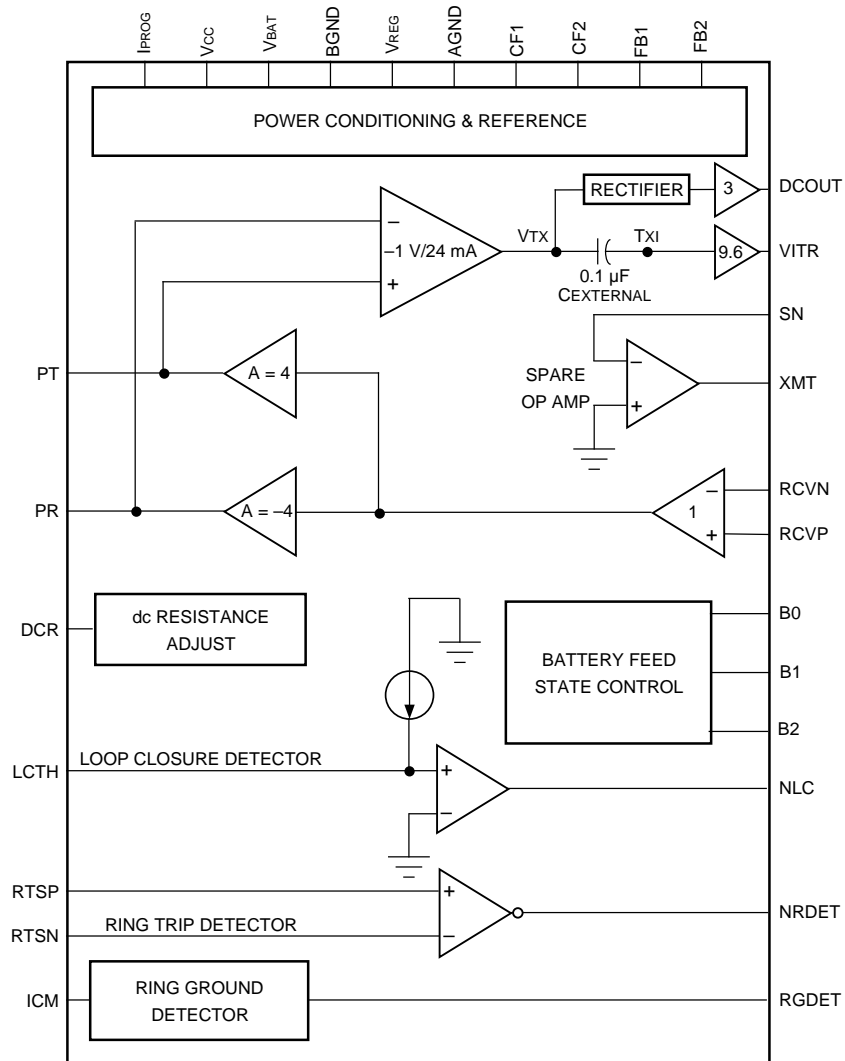 IPROG VCC VBAT BGND VREG AGND CF1 CF2 FB1 FB2
POWER CONDITIONING & REFERENCE
RECTIFIER
3
DCOUT
–
–1 V/24 mA
+
VTX
TXI
0.1 µF
CEXTERNAL
9.6
VITR
SN
PT
A = 4
SPARE
OP AMP
–
+
XMT
PR
A = –4
1
–
+
RCVN
RCVP
DCR
dc RESISTANCE
ADJUST
BATTERY FEED
STATE CONTROL
B0
B1
B2
LCTH
LOOP CLOSURE DETECTOR
+
–
NLC
RTSP
RTSN
RING TRIP DETECTOR
+
–
NRDET
ICM
RING GROUND
DETECTOR
RGDET